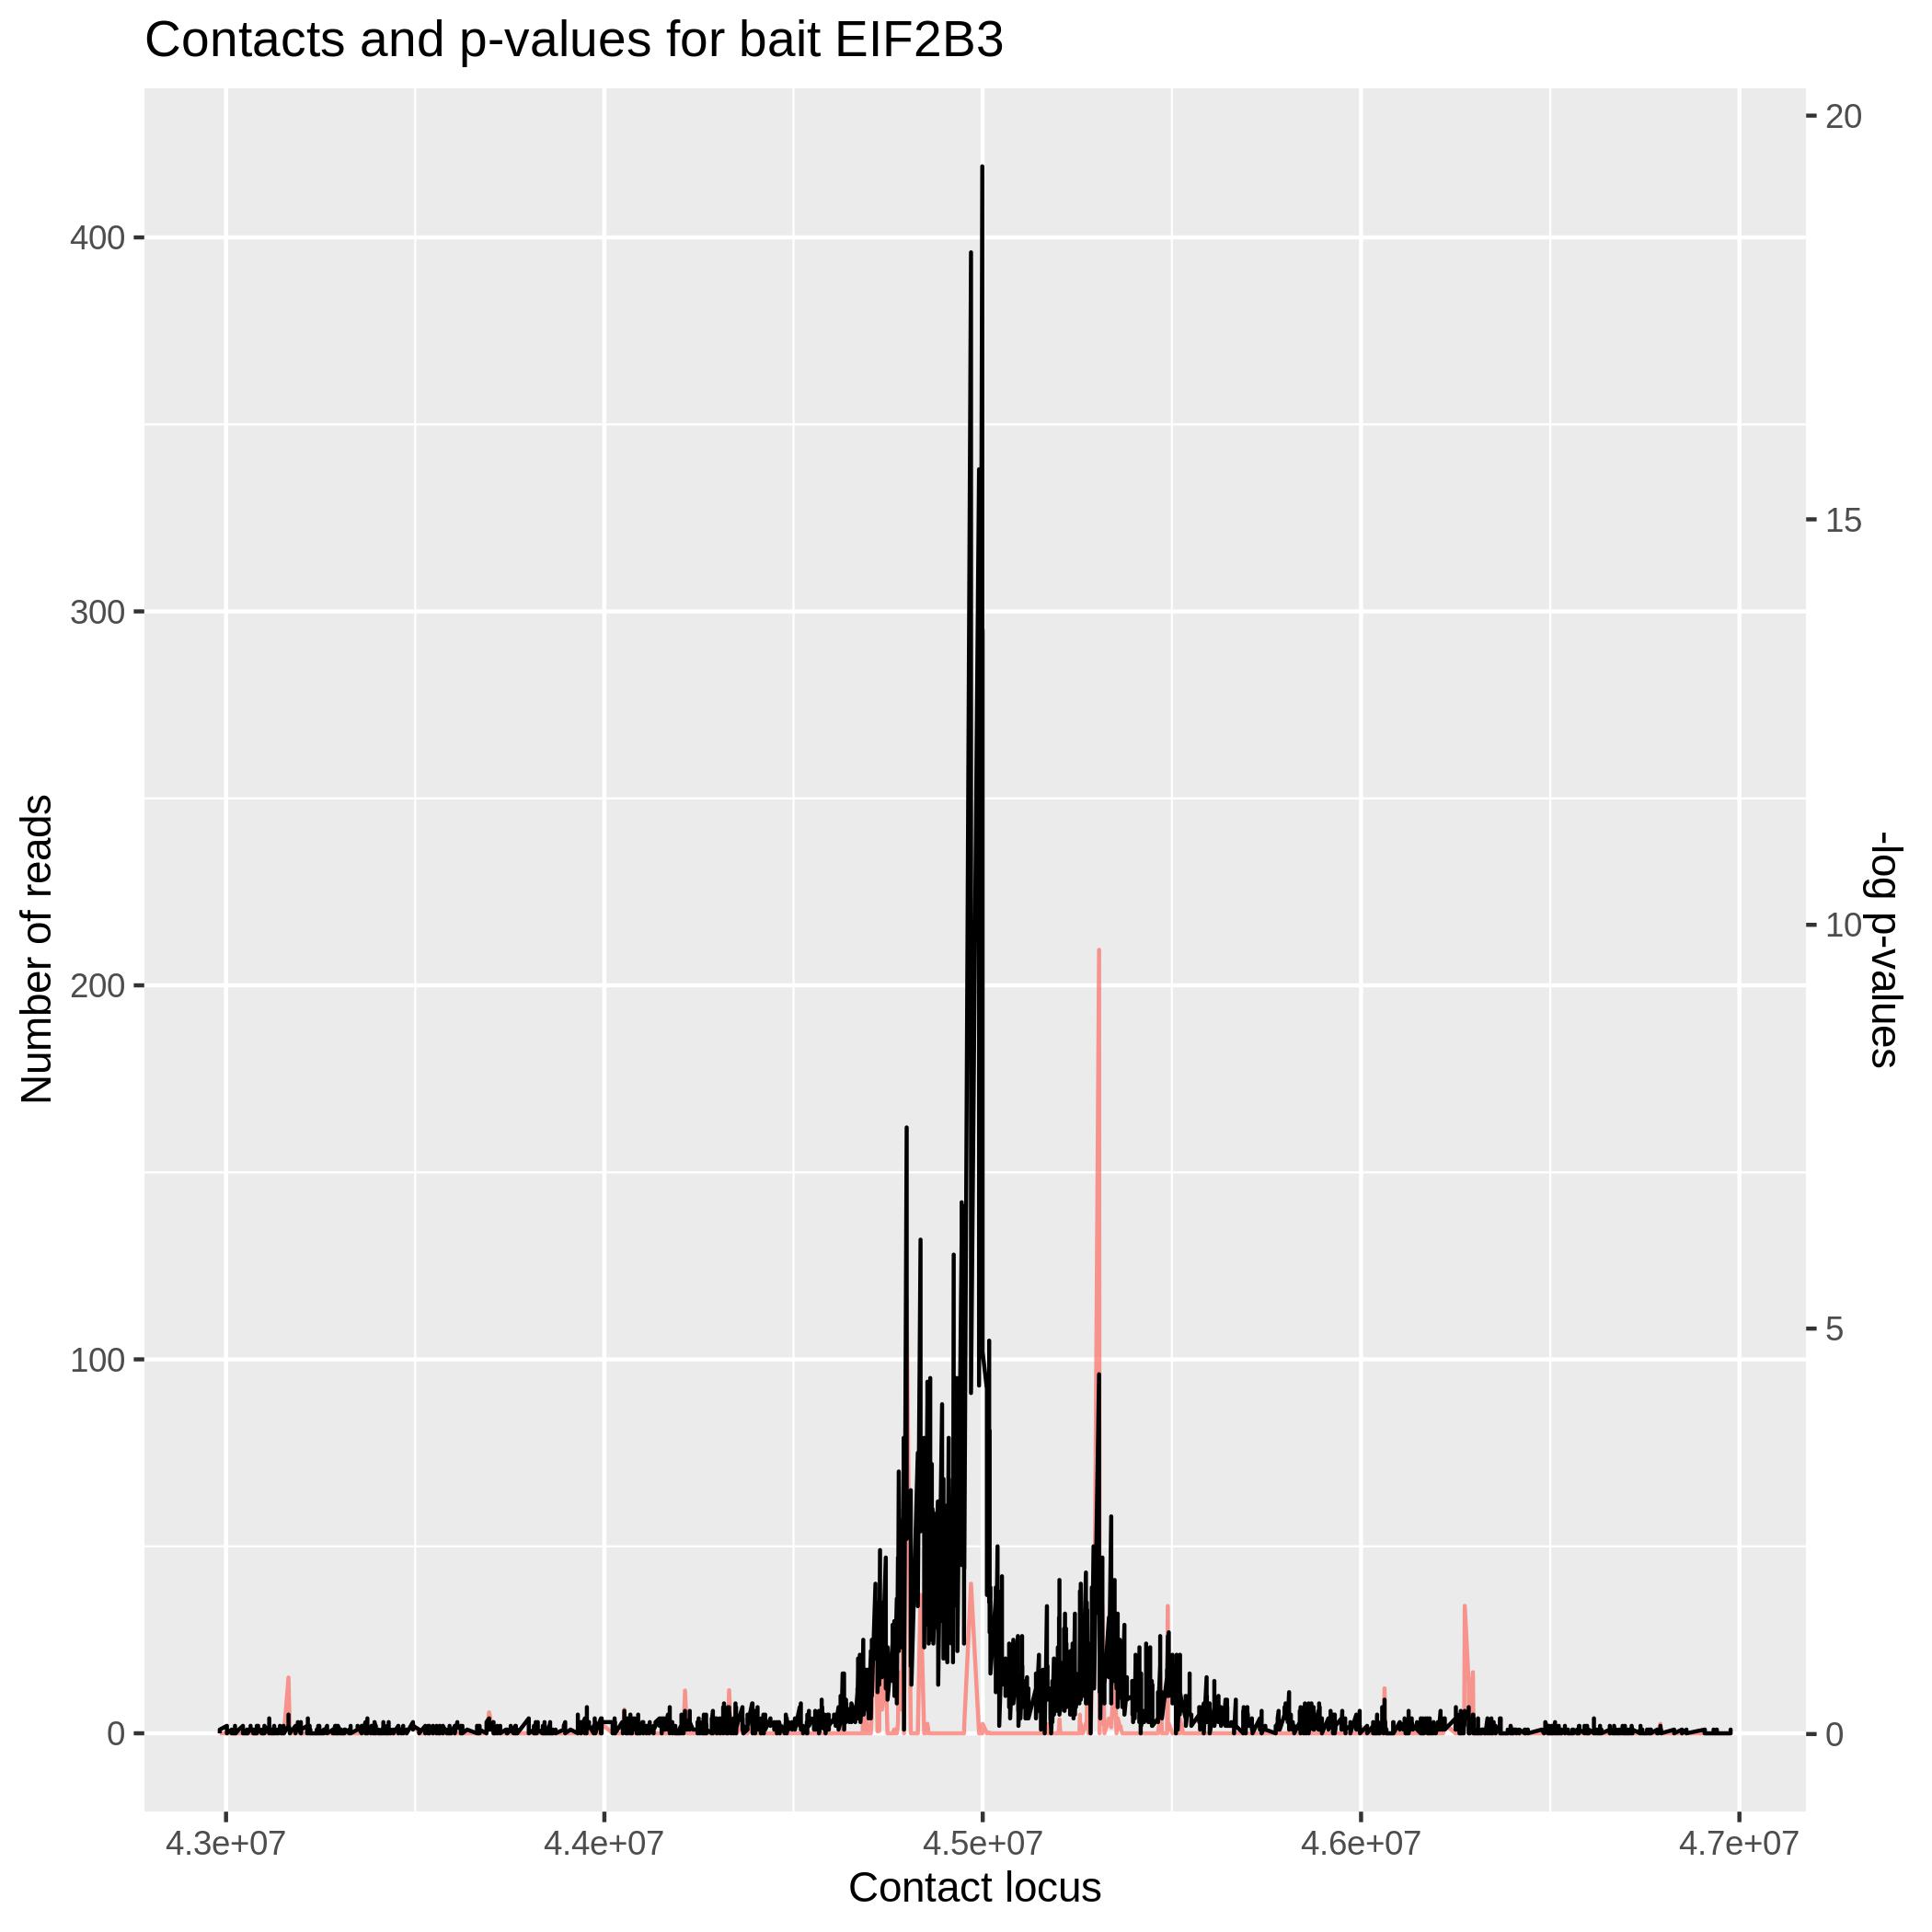 Contacts and p-values for bait EIF2B3
400
300
200
100
0
Number of reads
20
15
10
5
0
-log p-values
4.3e+07
4.4e+07
4.5e+07
4.6e+07
4.7e+07
Contact locus